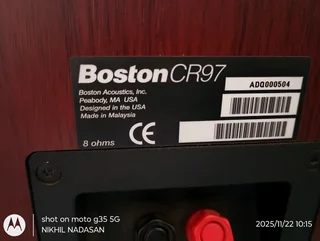 Boston CR97
Boston Acoustics, Inc.
Peabody, MA USA
Designed in the USA
Made in Malaysia
ADQ000504
8 ohms
CE
shot on moto g35 5G
NIKHIL NADASAN
2025/11/22 10:15